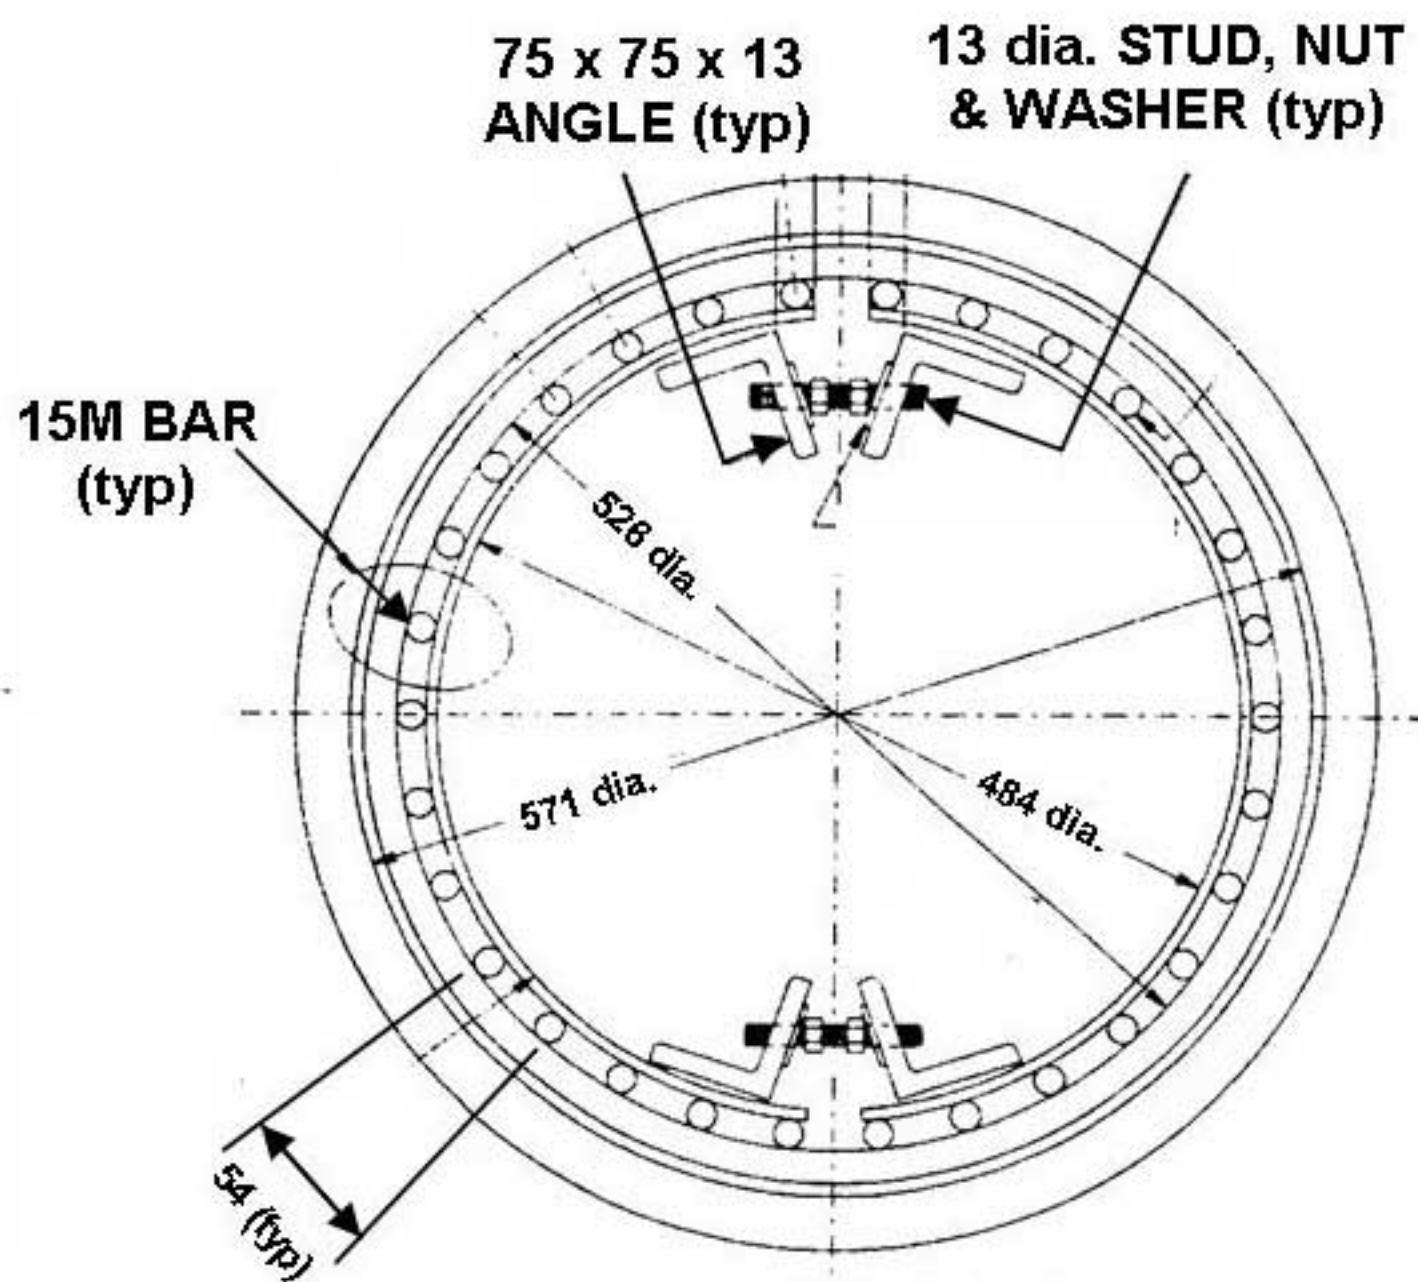 75 x 75 x 13
ANGLE (typ)
13 dia. STUD, NUT
& WASHER (typ)
15M BAR
(typ)
526 dia.
571 dia.
484 dia.
54 (typ)